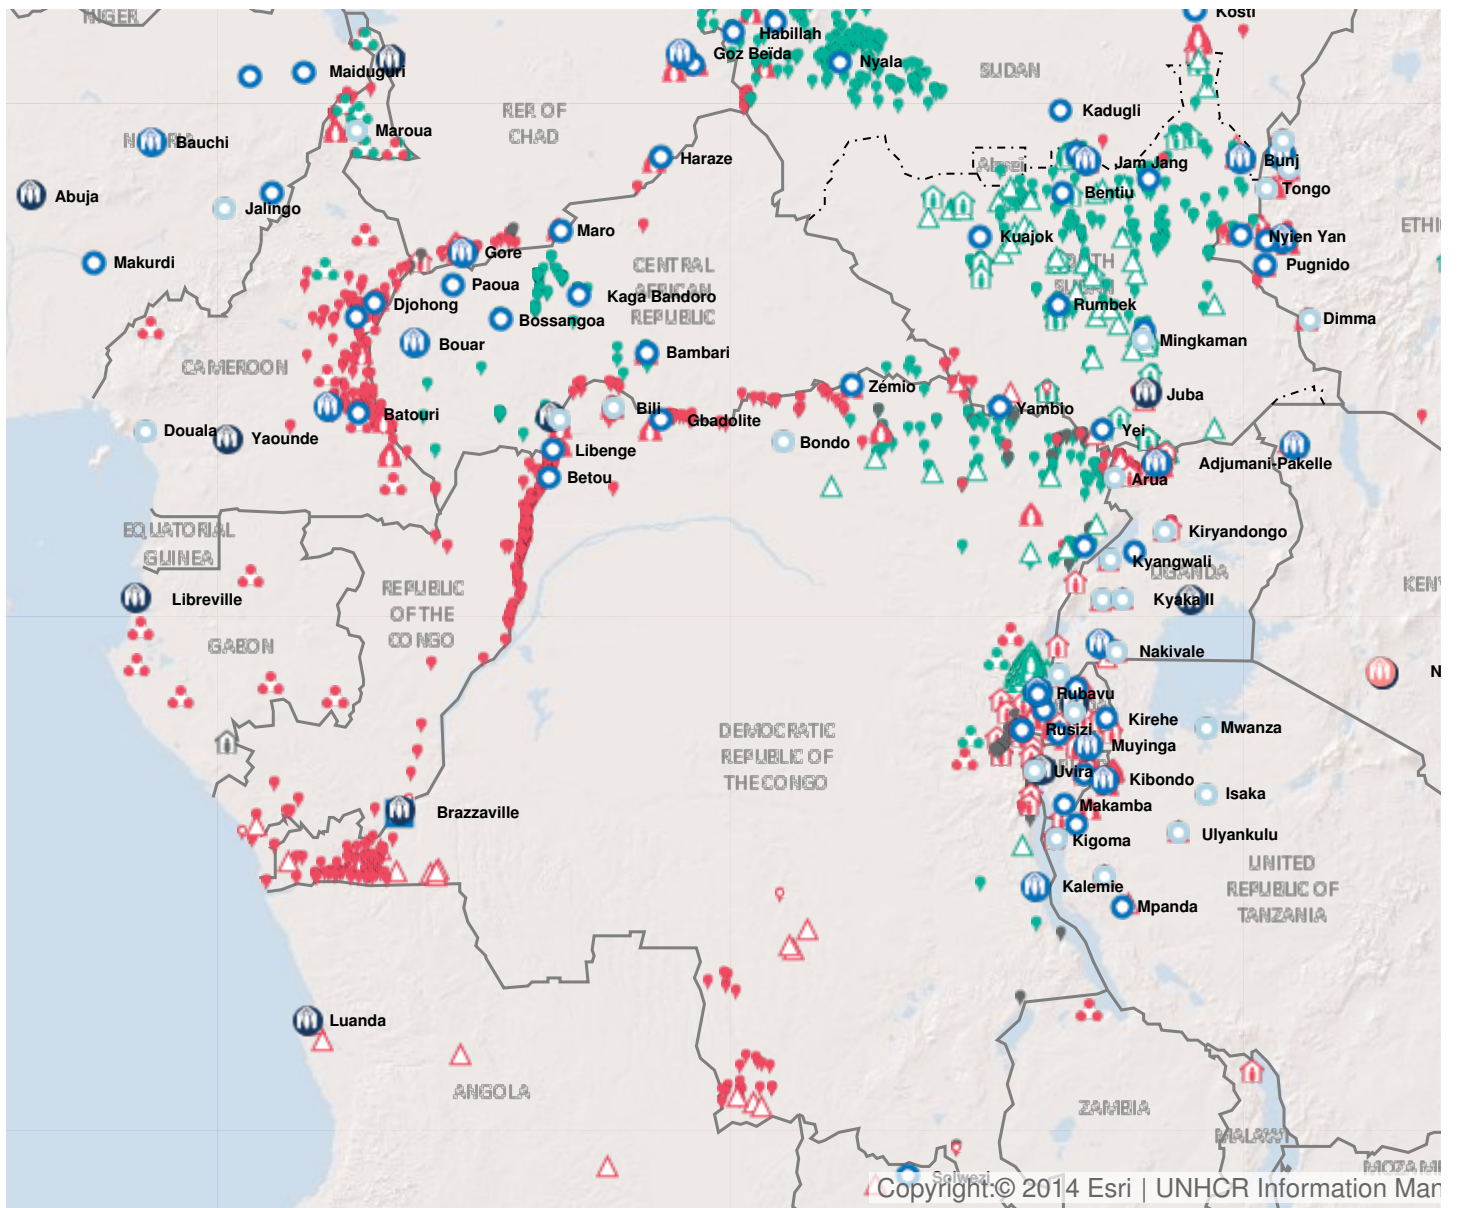 NIGER
Kosti
Habillah
Goz Beïda
Nyala
SUDAN
Maiduguri
RER OF
CHAD
Kadugli
Maroua
Bauchi
Haraze
Jam Jang
Bunj
Abuja
Bentiu
Tongo
Jalingo
Maro
Kuajok
Nyien Yan
Gore
Makurdi
CENTRAL
AFRICAN
REPUBLIC
Pugnido
Paoua
Kaga Bandoro
Djohong
Rumbek
Bossangoa
Dimma
Bouar
Mingkaman
Bambari
CAMEROON
Zémio
Juba
Bili
Yambio
Batouri
Gbadolite
Douala
Yaounde
Bondo
Yei
Libenge
Adjumani-Pakelle
Betou
Arua
EQUATORIAL
GUINEA
Kiryandongo
Kyangwali
UGANDA
REPUBLIC
OF THE
CONGO
Libreville
Kyaka II
GABON
Nakivale
Rubavu
Kirehe
Mwanza
DEMOCRATIC
REPUBLIC OF
THE CONGO
Rusizi
Muyinga
Uvira
Kibondo
Isaka
Makamba
Brazzaville
Ulyankulu
Kigoma
UNITED
REPUBLIC OF
TANZANIA
Kalemie
Mpanda
Luanda
ANGOLA
ZAMBIA
MALAWI
Solwezi
Copyright:© 2014 Esri | UNHCR Information Man